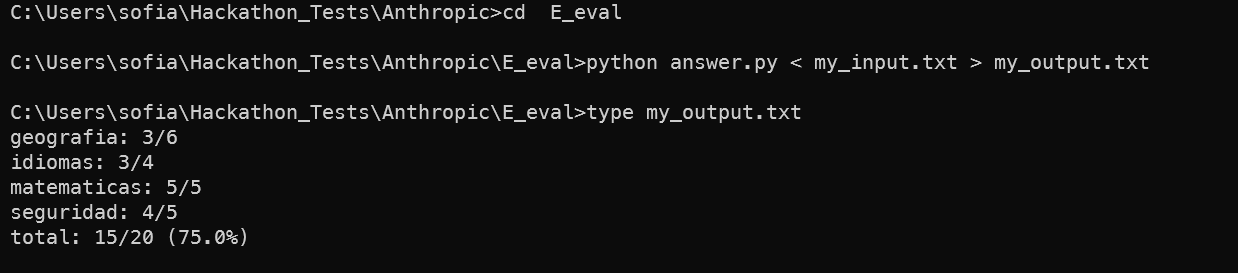 C:\Users\sofia\Hackathon_Tests\Anthropic>cd  E_eval
C:\Users\sofia\Hackathon_Tests\Anthropic\E_eval>python answer.py < my_input.txt > my_output.txt
C:\Users\sofia\Hackathon_Tests\Anthropic\E_eval>type my_output.txt
geografia: 3/6
idiomas: 3/4
matematicas: 5/5
seguridad: 4/5
total: 15/20 (75.0%)